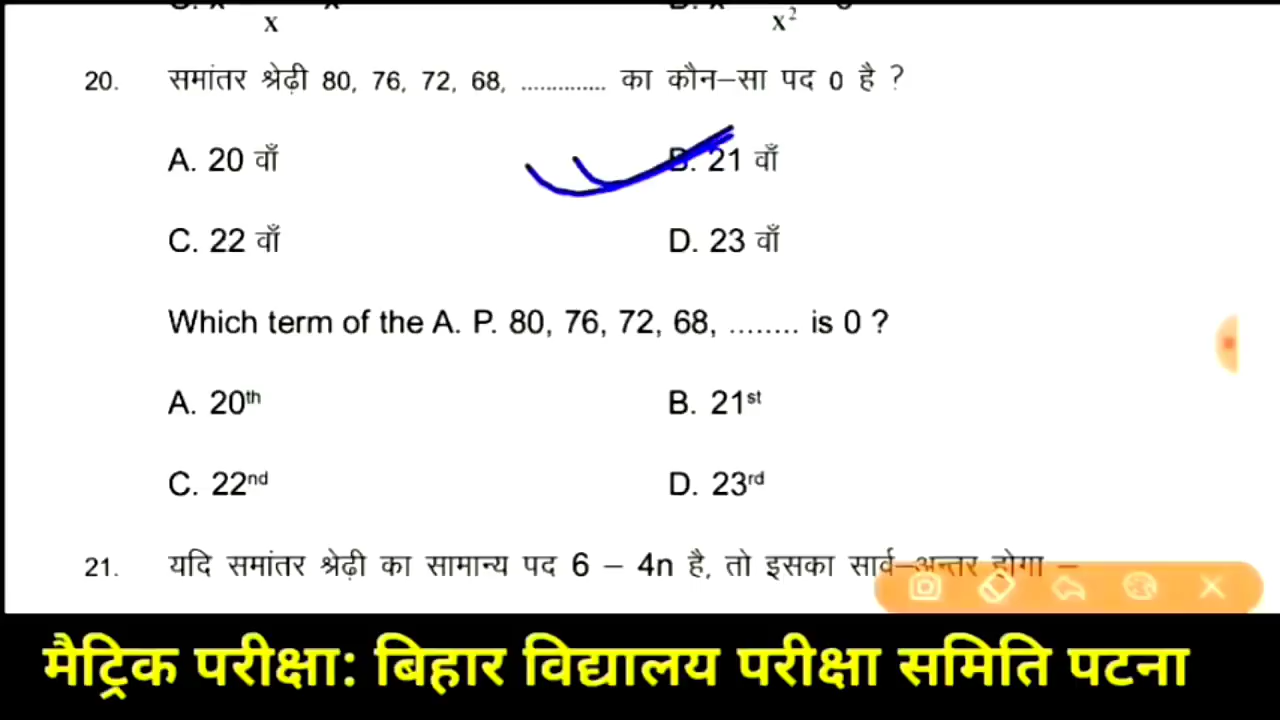 x x²
20. समांतर श्रेढ़ी 80, 76, 72, 68, .............. का कौन–सा पद 0 है ?
A. 20 वाँ B. 21 वाँ
C. 22 वाँ D. 23 वाँ
Which term of the A. P. 80, 76, 72, 68, ........ is 0 ?
A. 20th B. 21st
C. 22nd D. 23rd
21. यदि समांतर श्रेढ़ी का सामान्य पद 6 – 4n है, तो इसका सार्व–अन्तर होगा –
मैट्रिक परीक्षा: बिहार विद्यालय परीक्षा समिति पटना